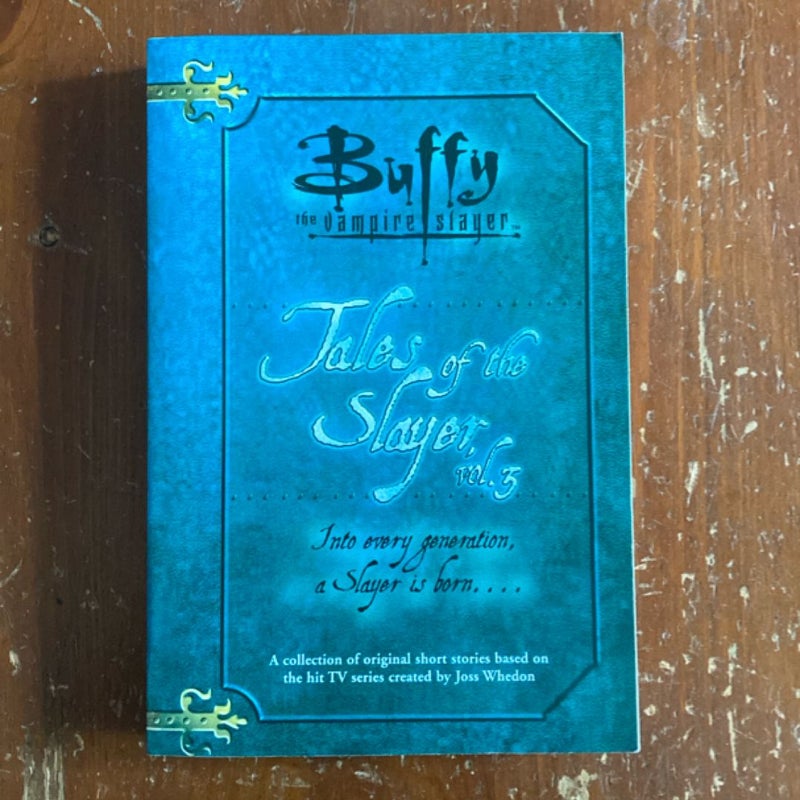 Buffy
the vampire slayer™
Tales of the
Slayer,
vol. 3
Into every generation,
a Slayer is born....
A collection of original short stories based on
the hit TV series created by Joss Whedon